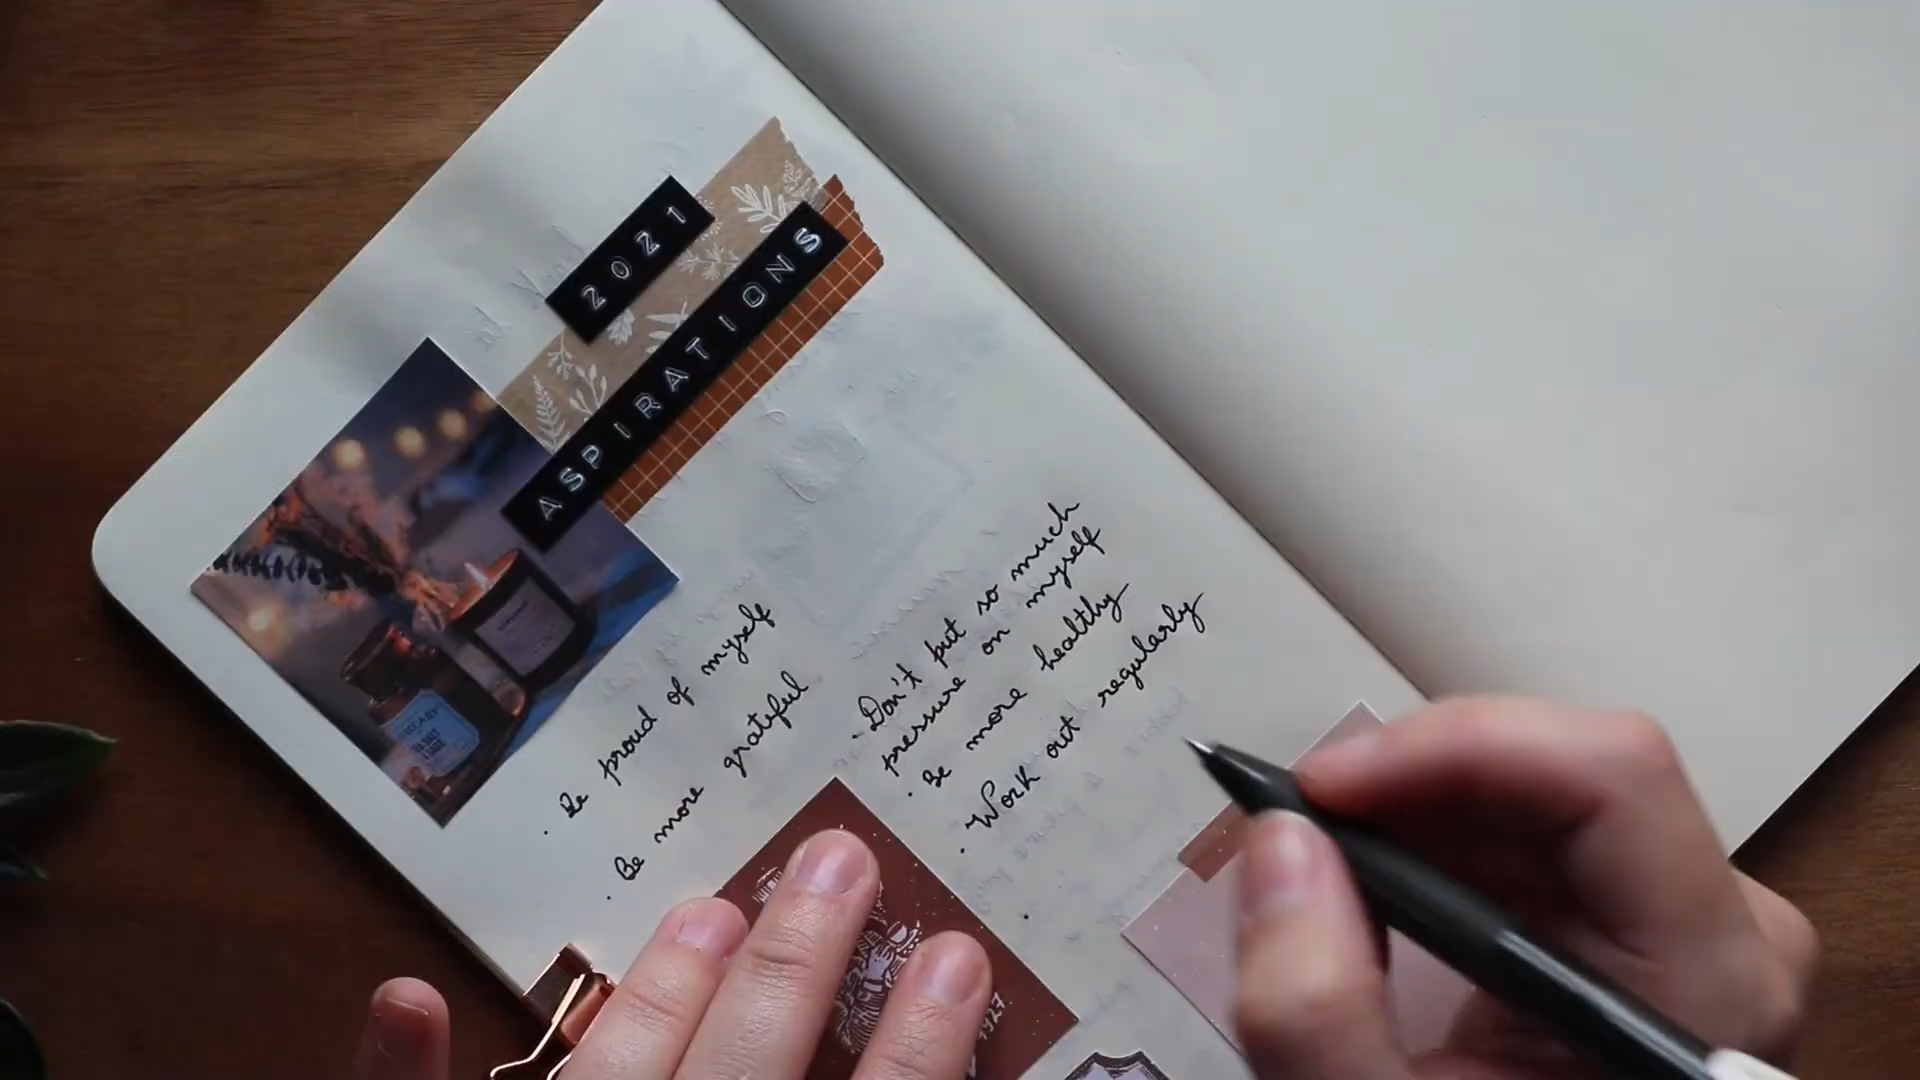 2021
ASPIRATIONS
· Be proud of myself
· Be more grateful
· Don't put so much
pressure on myself
· Be more healthy
· Work out regularly
·
1927